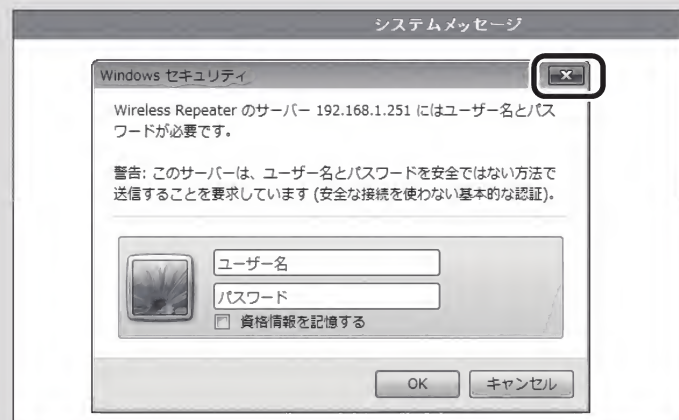 システムメッセージ
Windows セキュリティ
Wireless Repeater のサーバー 192.168.1.251 にはユーザー名とパス
ワードが必要です。
警告: このサーバーは、ユーザー名とパスワードを安全ではない方法で
送信することを要求しています (安全な接続を使わない基本的な認証)。
ユーザー名
パスワード
資格情報を記憶する
OK キャンセル